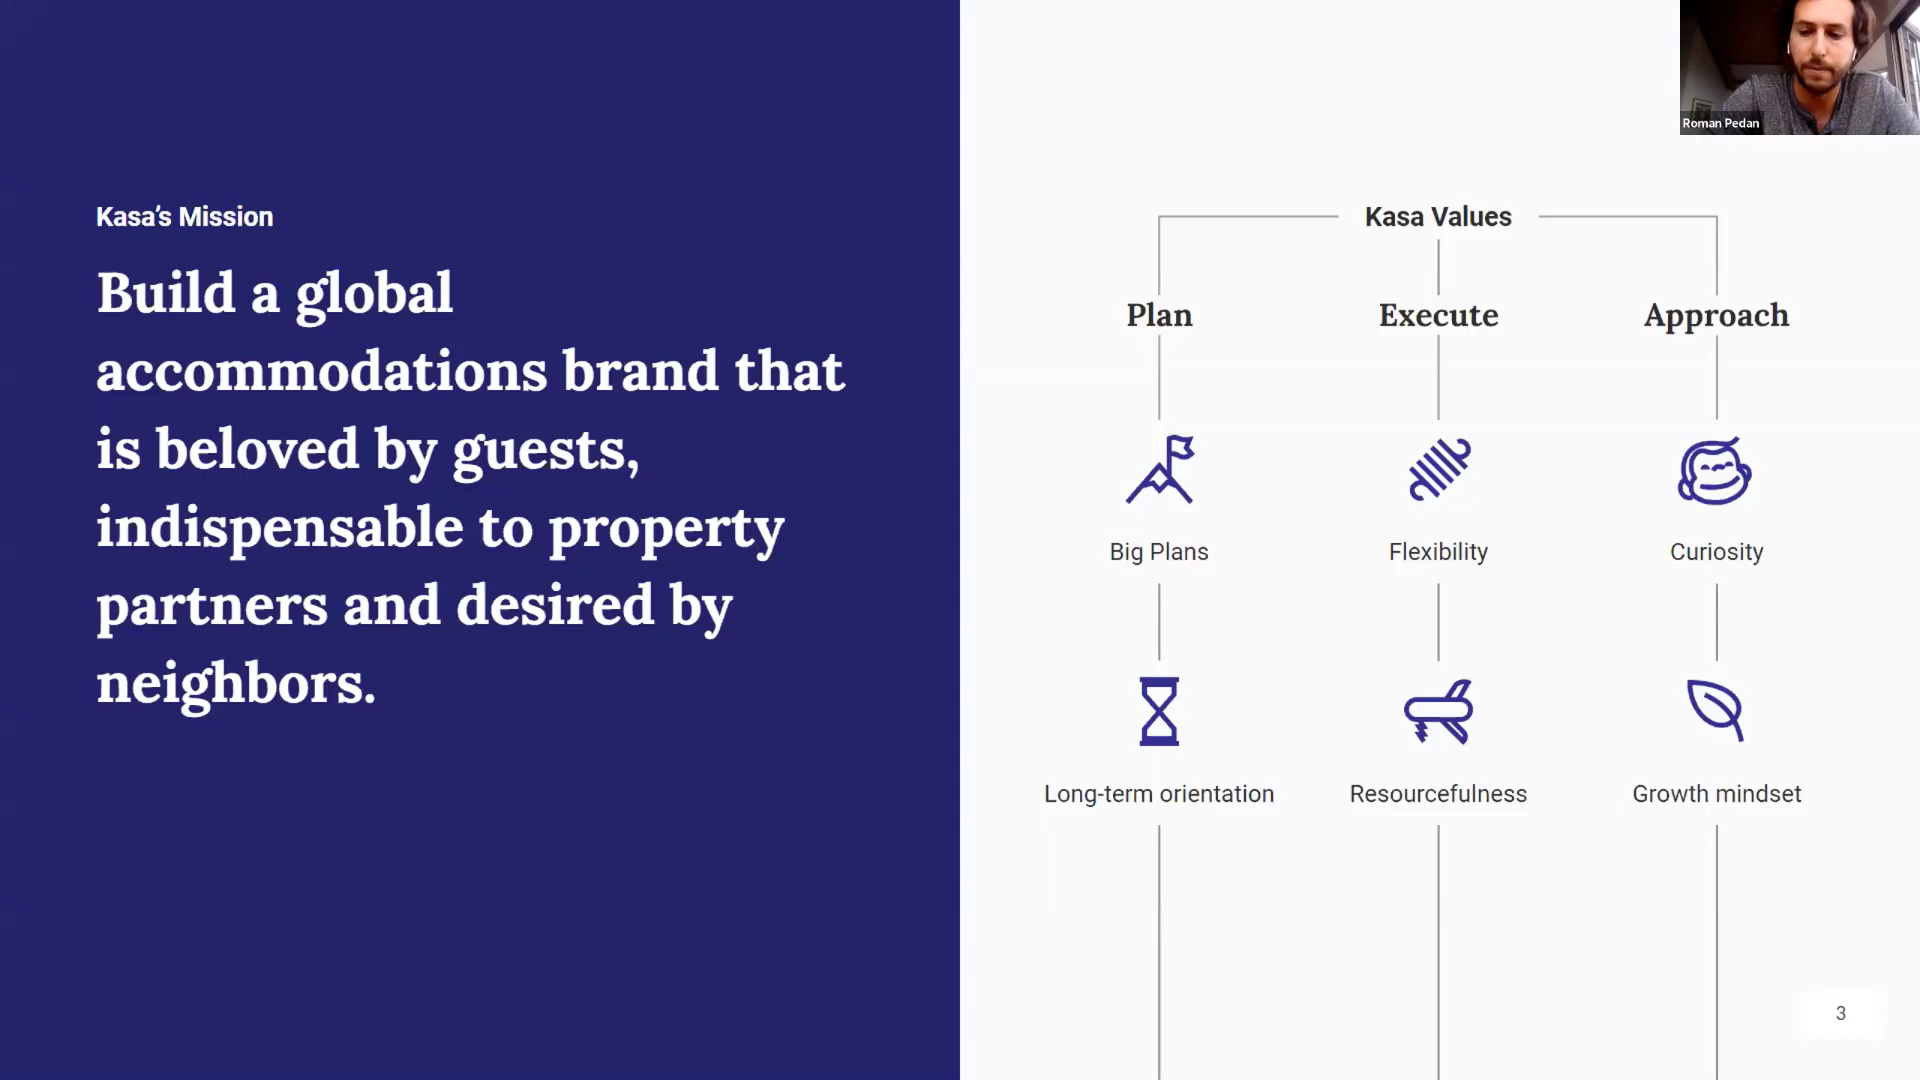 Roman Pedan
Kasa's Mission
Build a global
accommodations brand that
is beloved by guests,
indispensable to property
partners and desired by
neighbors.
Kasa Values
Plan
Execute
Approach
Big Plans
Flexibility
Curiosity
Long-term orientation
Resourcefulness
Growth mindset
3